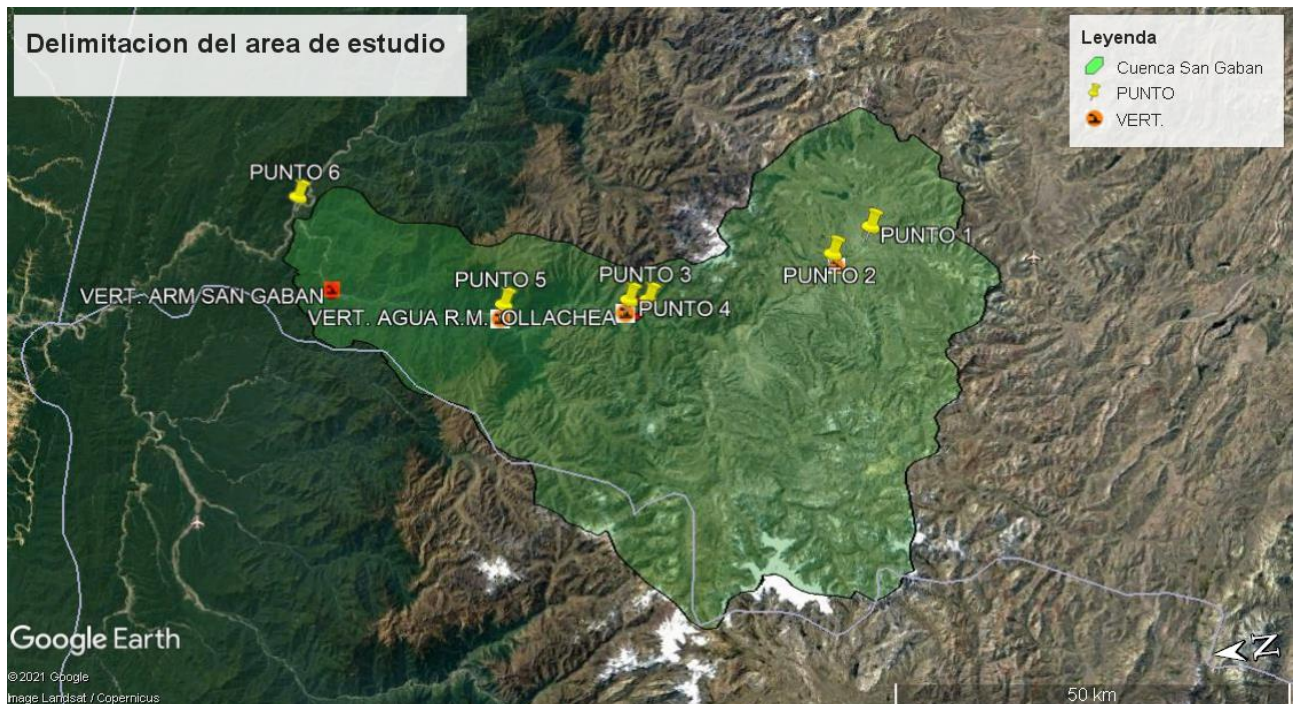 Delimitacion del area de estudio
Leyenda
Cuenca San Gaban
PUNTO
VERT.
PUNTO 6
PUNTO 1
PUNTO 2
PUNTO 5
PUNTO 3
VERT. ARM SAN GABAN
VERT. AGUA R.M. OLLACHEA
PUNTO 4
Google Earth
©2021 Google
Image Landsat / Copernicus
N
50 km